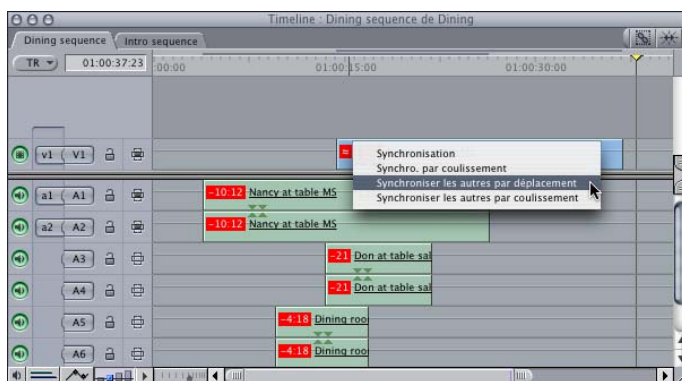 Timeline : Dining sequence de Dining
Dining sequence
Intro sequence
TR
01:00:37:23
:00:00
01:00:15:00
01:00:30:00
v1
V1
≈
Synchronisation
Synchro. par coulissement
Synchroniser les autres par déplacement
Synchroniser les autres par coulissement
a1
A1
-10:12
Nancy at table MS
a2
A2
-10:12
Nancy at table MS
A3
-21
Don at table sal
A4
-21
Don at table sal
A5
-4:18
Dining roo
A6
-4:18
Dining roo